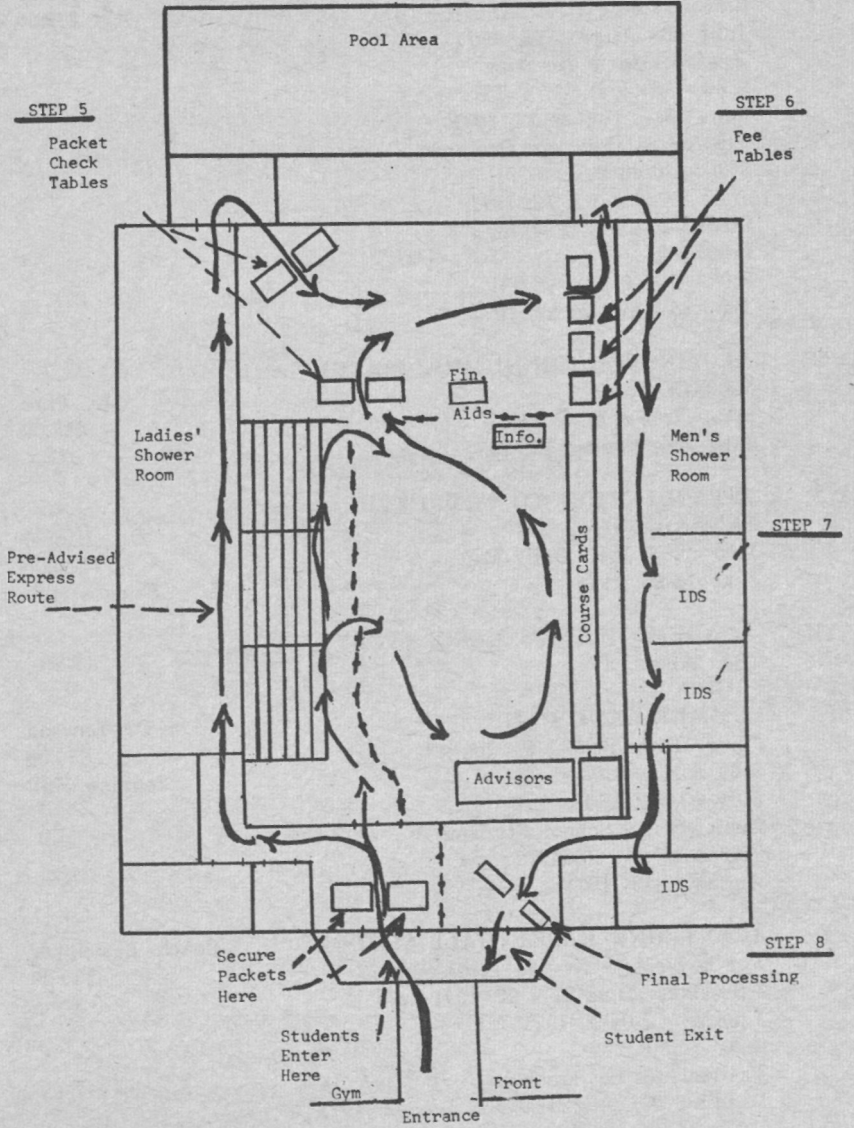 Pool Area
STEP 5
Packet
Check
Tables
STEP 6
Fee
Tables
Fin.
Aids
Info.
Ladies'
Shower
Room
Men's
Shower
Room
STEP 7
Pre-Advised
Express
Route
Course Cards
IDS
IDS
Advisors
IDS
STEP 8
Secure
Packets
Here
Final Processing
Students
Enter
Here
Student Exit
Gym
Front
Entrance